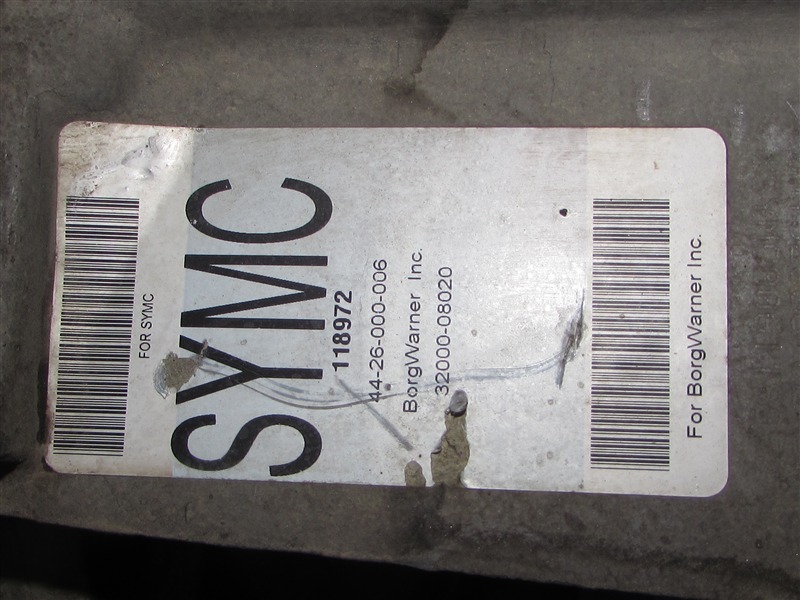 FOR SYMC
SYMC
118972
44-26-000-006
BorgWarner Inc.
32000-08020
For BorgWarner Inc.